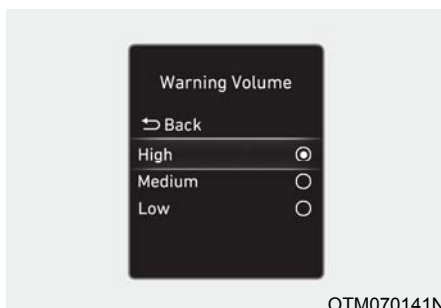 Warning Volume
Back
High
Medium
Low
OTM070141N